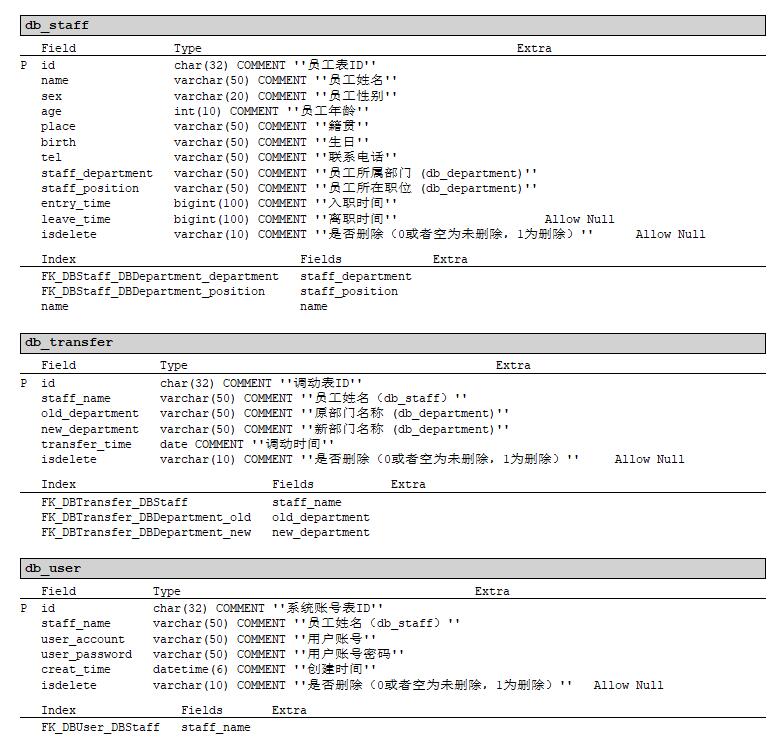 db_staff
Field Type Extra
P id char(32) COMMENT ''员工表ID''
name varchar(50) COMMENT ''员工姓名''
sex varchar(20) COMMENT ''员工性别''
age int(10) COMMENT ''员工年龄''
place varchar(50) COMMENT ''籍贯''
birth varchar(50) COMMENT ''生日''
tel varchar(50) COMMENT ''联系电话''
staff_department varchar(50) COMMENT ''员工所属部门 (db_department)''
staff_position varchar(50) COMMENT ''员工所在职位 (db_department)''
entry_time bigint(100) COMMENT ''入职时间''
leave_time bigint(100) COMMENT ''离职时间'' Allow Null
isdelete varchar(10) COMMENT ''是否删除（0或者空为未删除，1为删除）'' Allow Null
Index Fields Extra
FK_DBStaff_DBDepartment_department staff_department
FK_DBStaff_DBDepartment_position staff_position
name name
db_transfer
Field Type Extra
P id char(32) COMMENT ''调动表ID''
staff_name varchar(50) COMMENT ''员工姓名（db_staff）''
old_department varchar(50) COMMENT ''原部门名称 (db_department)''
new_department varchar(50) COMMENT ''新部门名称 (db_department)''
transfer_time date COMMENT ''调动时间''
isdelete varchar(10) COMMENT ''是否删除（0或者空为未删除，1为删除）'' Allow Null
Index Fields Extra
FK_DBTransfer_DBStaff staff_name
FK_DBTransfer_DBDepartment_old old_department
FK_DBTransfer_DBDepartment_new new_department
db_user
Field Type Extra
P id char(32) COMMENT ''系统账号表ID''
staff_name varchar(50) COMMENT ''员工姓名（db_staff）''
user_account varchar(50) COMMENT ''用户账号''
user_password varchar(50) COMMENT ''用户账号密码''
creat_time datetime(6) COMMENT ''创建时间''
isdelete varchar(10) COMMENT ''是否删除（0或者空为未删除，1为删除）'' Allow Null
Index Fields Extra
FK_DBUser_DBStaff staff_name